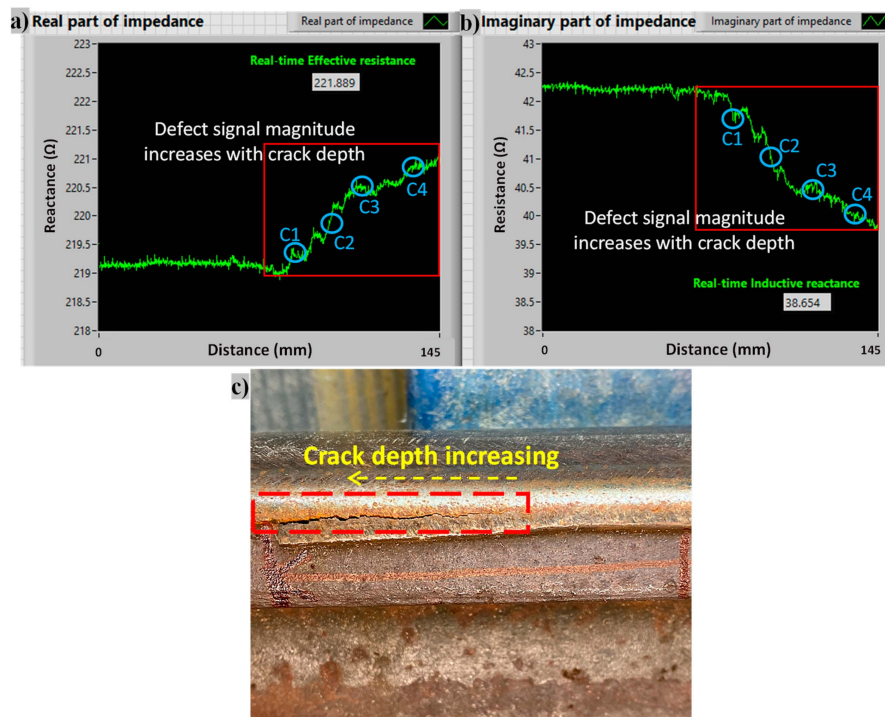 a)
Real part of impedance
Real part of impedance
223
222.5
222
221.5
221
220.5
220
219.5
219
218.5
218
Reactance (Ω)
Real-time Effective resistance
221.889
Defect signal magnitude
increases with crack depth
C1
C2
C3
C4
0
Distance (mm)
145
b)
Imaginary part of impedance
Imaginary part of impedance
43
42.5
42
41.5
41
40.5
40
39.5
39
38.5
38
Resistance (Ω)
C1
C2
C3
C4
Defect signal magnitude
increases with crack depth
Real-time Inductive reactance
38.654
0
Distance (mm)
145
c)
Crack depth increasing